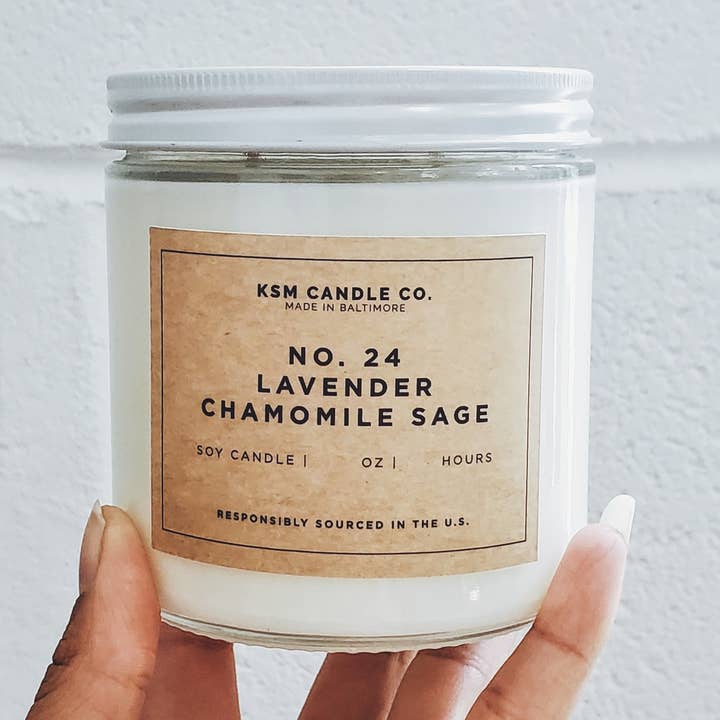 KSM CANDLE CO.
MADE IN BALTIMORE
NO. 24
LAVENDER
CHAMOMILE SAGE
SOY CANDLE | OZ | HOURS
RESPONSIBLY SOURCED IN THE U.S.